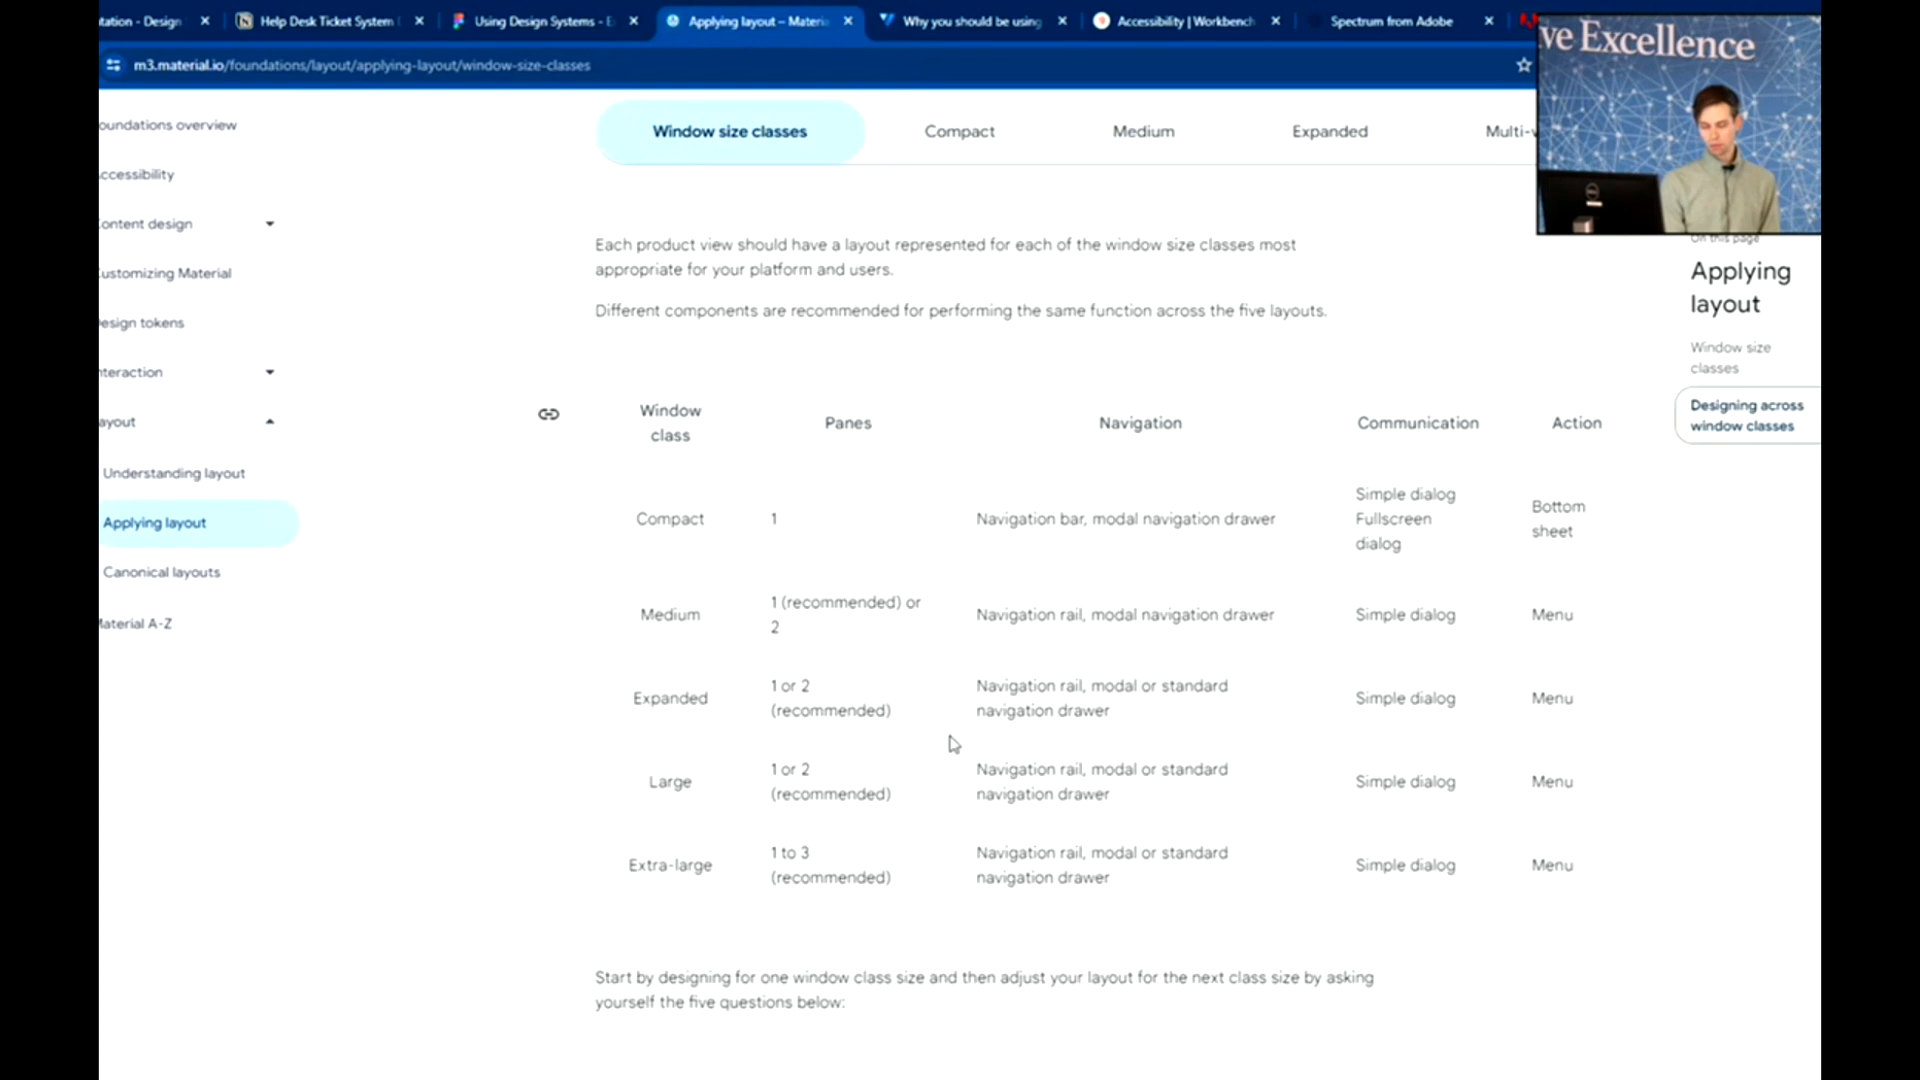 tation - Design
Help Desk Ticket System
Using Design Systems - E
Applying layout – Materia
Why you should be using
Accessibility | Workbench
Spectrum from Adobe
m3.material.io/foundations/layout/applying-layout/window-size-classes
ve Excellence
oundations overview
ccessibility
ontent design
ustomizing Material
esign tokens
nteraction
ayout
Understanding layout
Applying layout
Canonical layouts
Material A-Z
Window size classes
Compact
Medium
Expanded
Multi-
Each product view should have a layout represented for each of the window size classes most
appropriate for your platform and users.
Different components are recommended for performing the same function across the five layouts.
Window
class
Panes
Navigation
Communication
Action
Compact
1
Navigation bar, modal navigation drawer
Simple dialog
Fullscreen
dialog
Bottom
sheet
Medium
1 (recommended) or
2
Navigation rail, modal navigation drawer
Simple dialog
Menu
Expanded
1 or 2
(recommended)
Navigation rail, modal or standard
navigation drawer
Simple dialog
Menu
Large
1 or 2
(recommended)
Navigation rail, modal or standard
navigation drawer
Simple dialog
Menu
Extra-large
1 to 3
(recommended)
Navigation rail, modal or standard
navigation drawer
Simple dialog
Menu
Start by designing for one window class size and then adjust your layout for the next class size by asking
yourself the five questions below:
On this page
Applying
layout
Window size
classes
Designing across
window classes